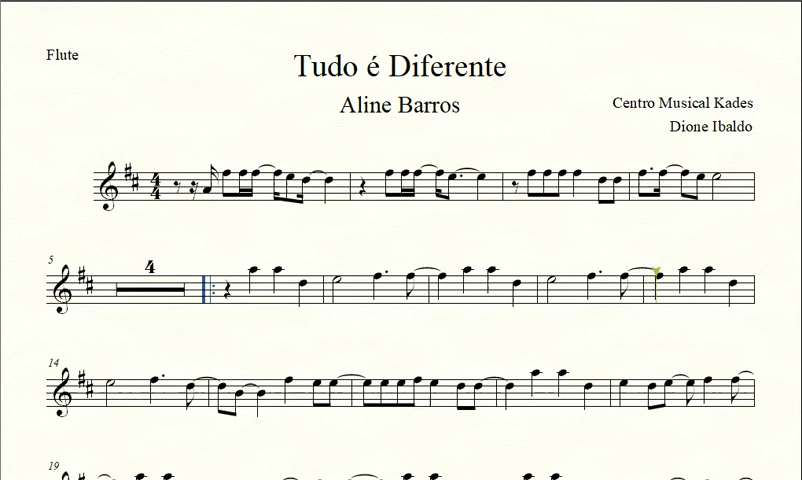 Flute
Tudo é Diferente
Aline Barros
Centro Musical Kades
Dione Ibaldo
4
4
5
4
14
19